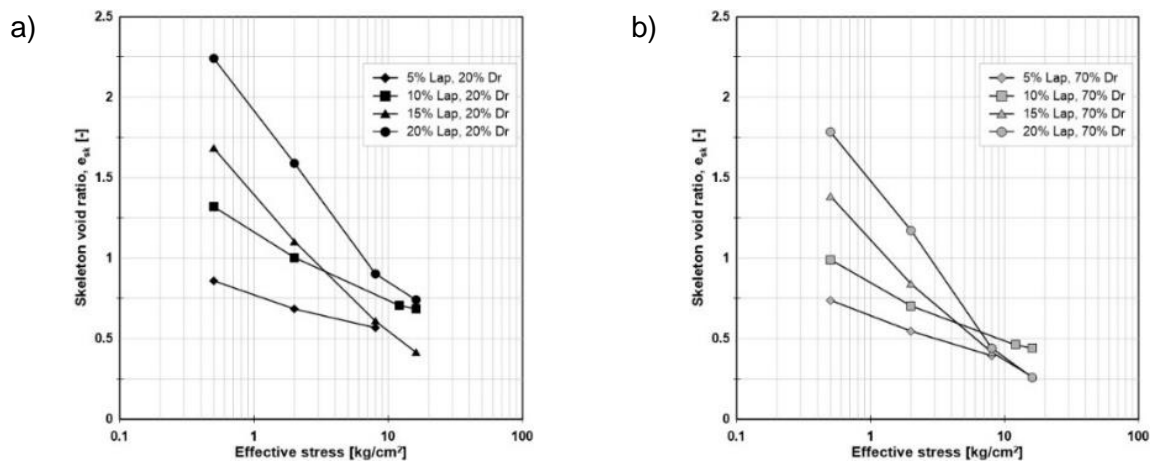 a)
2.5
2
1.5
1
0.5
0
Skeleton void ratio, e_sk [-]
5% Lap, 20% Dr
10% Lap, 20% Dr
15% Lap, 20% Dr
20% Lap, 20% Dr
0.1 1 10 100
Effective stress [kg/cm²]
b)
2.5
2
1.5
1
0.5
0
Skeleton void ratio, e_sk [-]
5% Lap, 70% Dr
10% Lap, 70% Dr
15% Lap, 70% Dr
20% Lap, 70% Dr
0.1 1 10 100
Effective stress [kg/cm²]